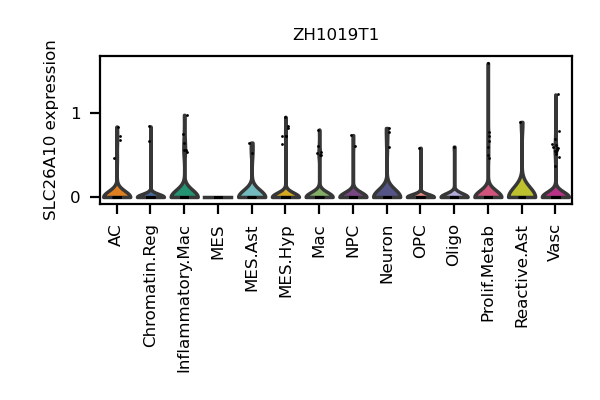 ZH1019T1
SLC26A10 expression
1
0
AC
Chromatin.Reg
Inflammatory.Mac
MES
MES.Ast
MES.Hyp
Mac
NPC
Neuron
OPC
Oligo
Prolif.Metab
Reactive.Ast
Vasc